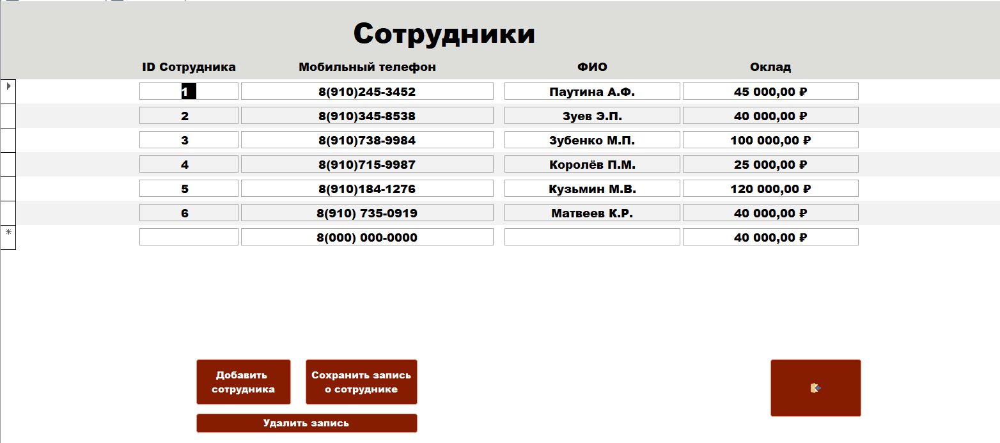 Сотрудники
ID Сотрудника Мобильный телефон ФИО Оклад
1 8(910)245-3452 Паутина А.Ф. 45 000,00 ₽
2 8(910)345-8538 Зуев Э.П. 40 000,00 ₽
3 8(910)738-9984 Зубенко М.П. 100 000,00 ₽
4 8(910)715-9987 Королёв П.М. 25 000,00 ₽
5 8(910)184-1276 Кузьмин М.В. 120 000,00 ₽
6 8(910) 735-0919 Матвеев К.Р. 40 000,00 ₽
8(000) 000-0000 40 000,00 ₽
Добавить
сотрудника
Сохранить запись
о сотруднике
Удалить запись